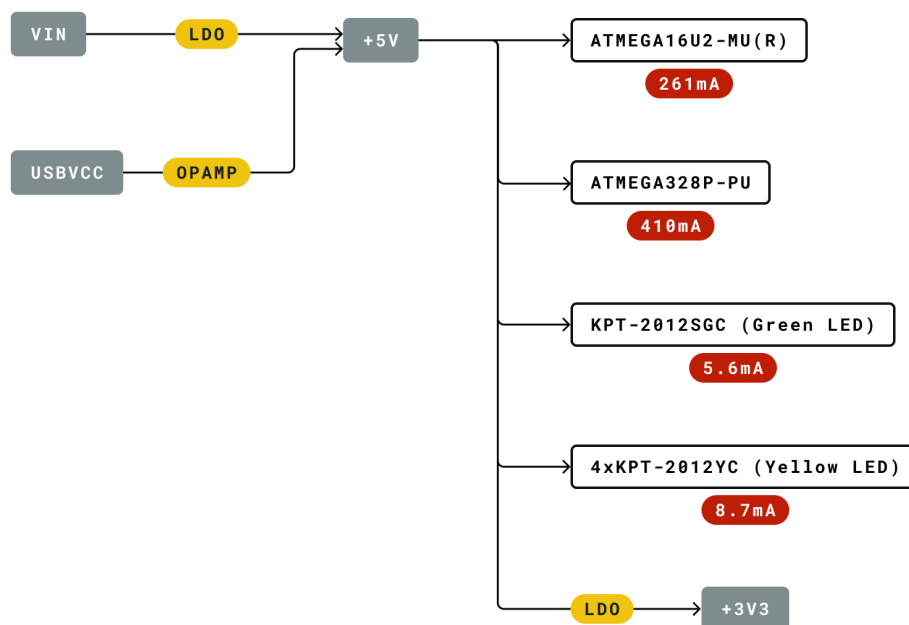 VIN
LDO
+5V
ATMEGA16U2-MU(R)
261mA
USBVCC
OPAMP
ATMEGA328P-PU
410mA
KPT-2012SGC (Green LED)
5.6mA
4xKPT-2012YC (Yellow LED)
8.7mA
LDO
+3V3